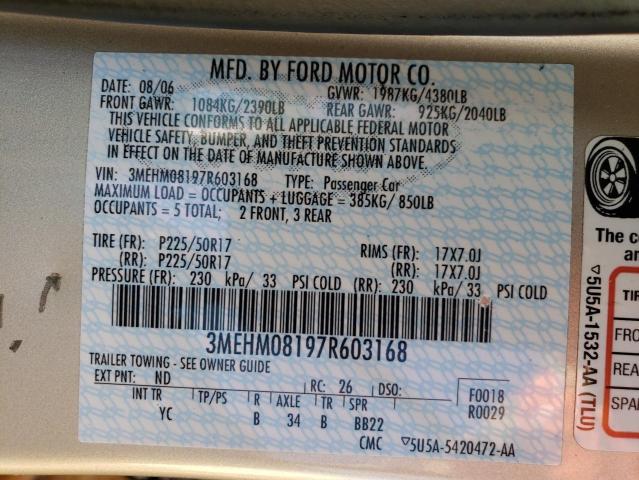 MFD. BY FORD MOTOR CO.
DATE: 08/06 GVWR: 1987KG/4380LB
FRONT GAWR: 1084KG/2390LB REAR GAWR: 925KG/2040LB
THIS VEHICLE CONFORMS TO ALL APPLICABLE FEDERAL MOTOR
VEHICLE SAFETY, BUMPER, AND THEFT PREVENTION STANDARDS
IN EFFECT ON THE DATE OF MANUFACTURE SHOWN ABOVE.
VIN: 3MEHM08197R603168 TYPE: Passenger Car
MAXIMUM LOAD = OCCUPANTS + LUGGAGE = 385KG/ 850LB
OCCUPANTS = 5 TOTAL; 2 FRONT, 3 REAR
TIRE (FR): P225/50R17 RIMS (FR): 17X7.0J
(RR): P225/50R17 (RR): 17X7.0J
PRESSURE (FR): 230 kPa/ 33 PSI COLD (RR): 230 kPa/ 33 PSI COLD
3MEHM08197R603168
TRAILER TOWING - SEE OWNER GUIDE
EXT PNT: ND RC: 26 DSO: F0018
R0029
INT TR TP/PS R AXLE TR SPR
YC B 34 B BB22
CMC ▽5U5A-5420472-AA
▽5U5A-1532-AA (TLU)
The co
an
TIR
FRO
REA
SPA